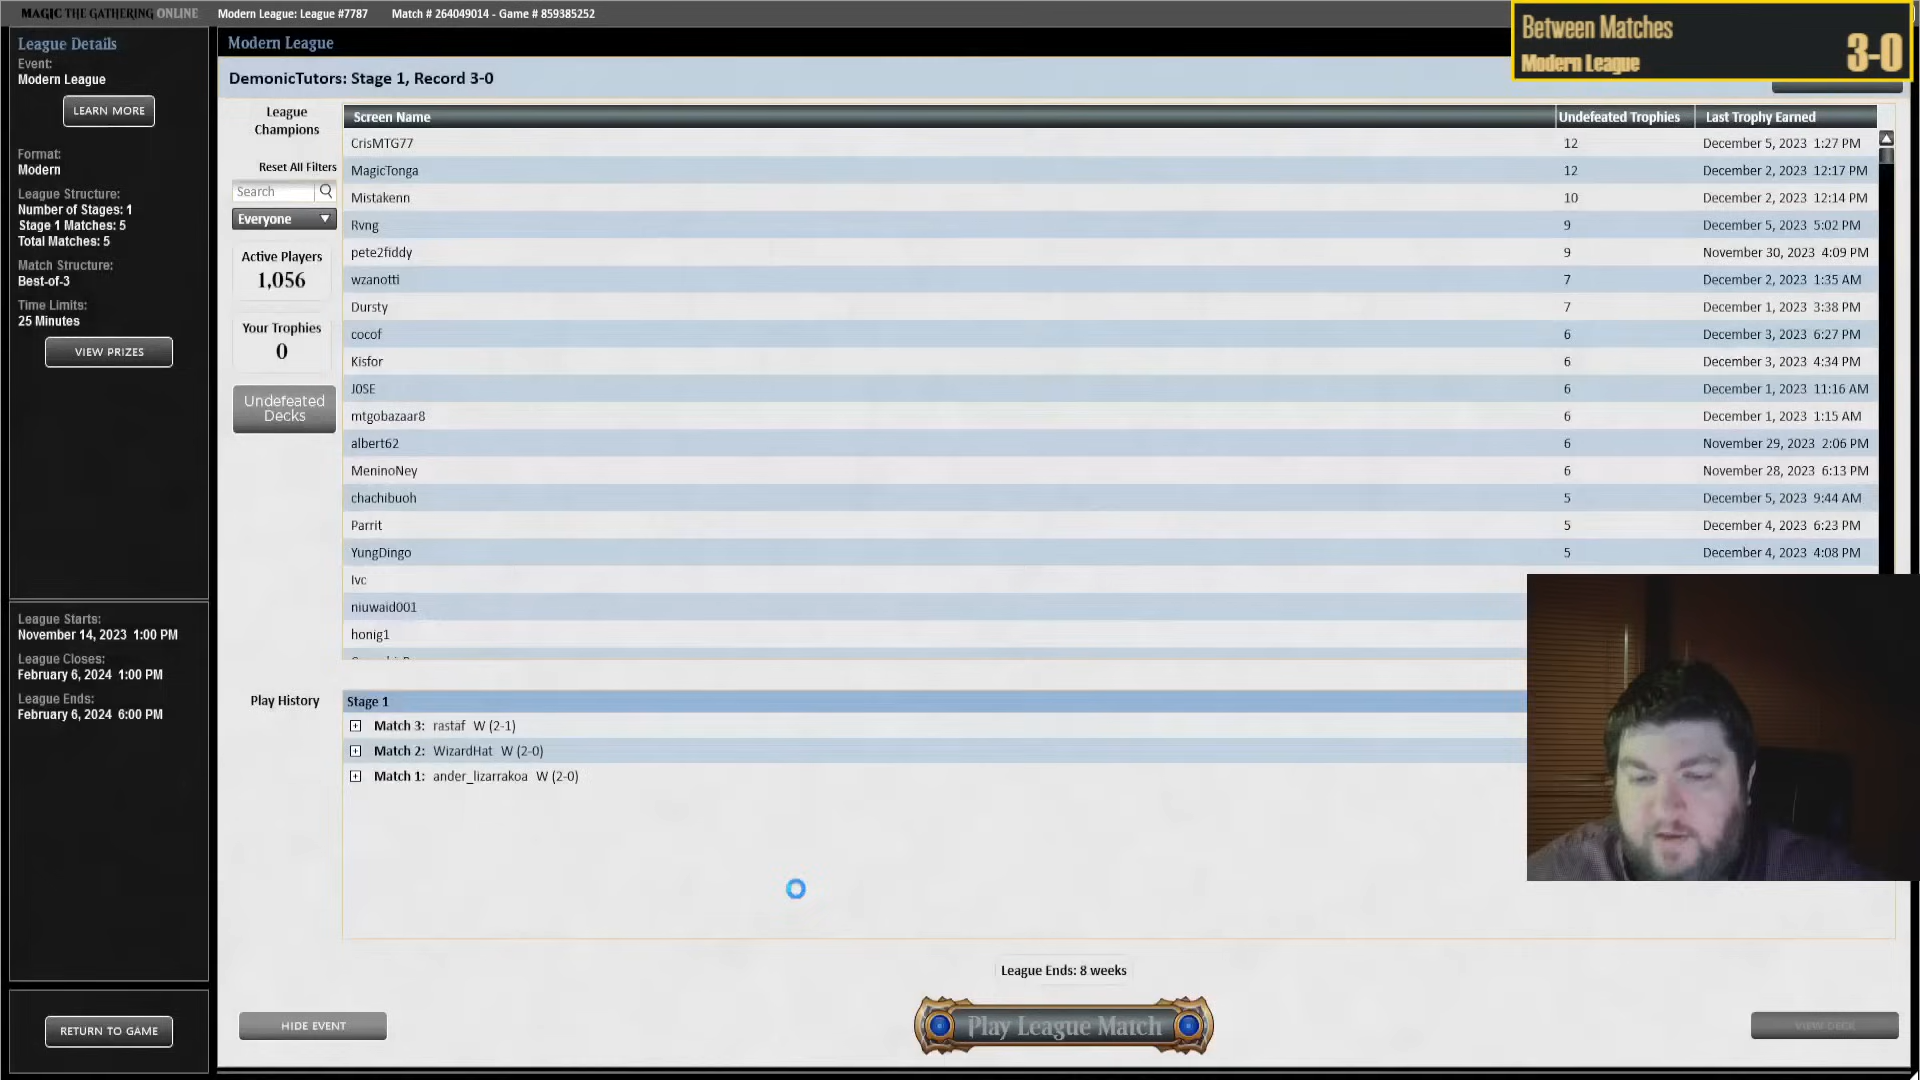 MAGIC THE GATHERING ONLINE
Modern League: League #7787
Match # 264049014 - Game # 859385252
Between Matches
Modern League
3-0
League Details
Event:
Modern League
LEARN MORE
Format:
Modern
League Structure:
Number of Stages: 1
Stage 1 Matches: 5
Total Matches: 5
Match Structure:
Best-of-3
Time Limits:
25 Minutes
VIEW PRIZES
League Starts:
November 14, 2023 1:00 PM
League Closes:
February 6, 2024 1:00 PM
League Ends:
February 6, 2024 6:00 PM
RETURN TO GAME
Modern League
DemonicTutors: Stage 1, Record 3-0
League
Champions
Reset All Filters
Search
Everyone
Active Players
1,056
Your Trophies
0
Undefeated
Decks
Screen Name Undefeated Trophies Last Trophy Earned
CrisMTG77 12 December 5, 2023 1:27 PM
MagicTonga 12 December 2, 2023 12:17 PM
Mistakenn 10 December 2, 2023 12:14 PM
Rvng 9 December 5, 2023 5:02 PM
pete2fiddy 9 November 30, 2023 4:09 PM
wzanotti 7 December 2, 2023 1:35 AM
Dursty 7 December 1, 2023 3:38 PM
cocof 6 December 3, 2023 6:27 PM
Kisfor 6 December 3, 2023 4:34 PM
J0SE 6 December 1, 2023 11:16 AM
mtgobazaar8 6 December 1, 2023 1:15 AM
albert62 6 November 29, 2023 2:06 PM
MeninoNey 6 November 28, 2023 6:13 PM
chachibuoh 5 December 5, 2023 9:44 AM
Parrit 5 December 4, 2023 6:23 PM
YungDingo 5 December 4, 2023 4:08 PM
lvc
niuwaid001
honig1
Play History
Stage 1
Match 3: rastaf W (2-1)
Match 2: WizardHat W (2-0)
Match 1: ander_lizarrakoa W (2-0)
League Ends: 8 weeks
HIDE EVENT
Play League Match
VIEW DECK